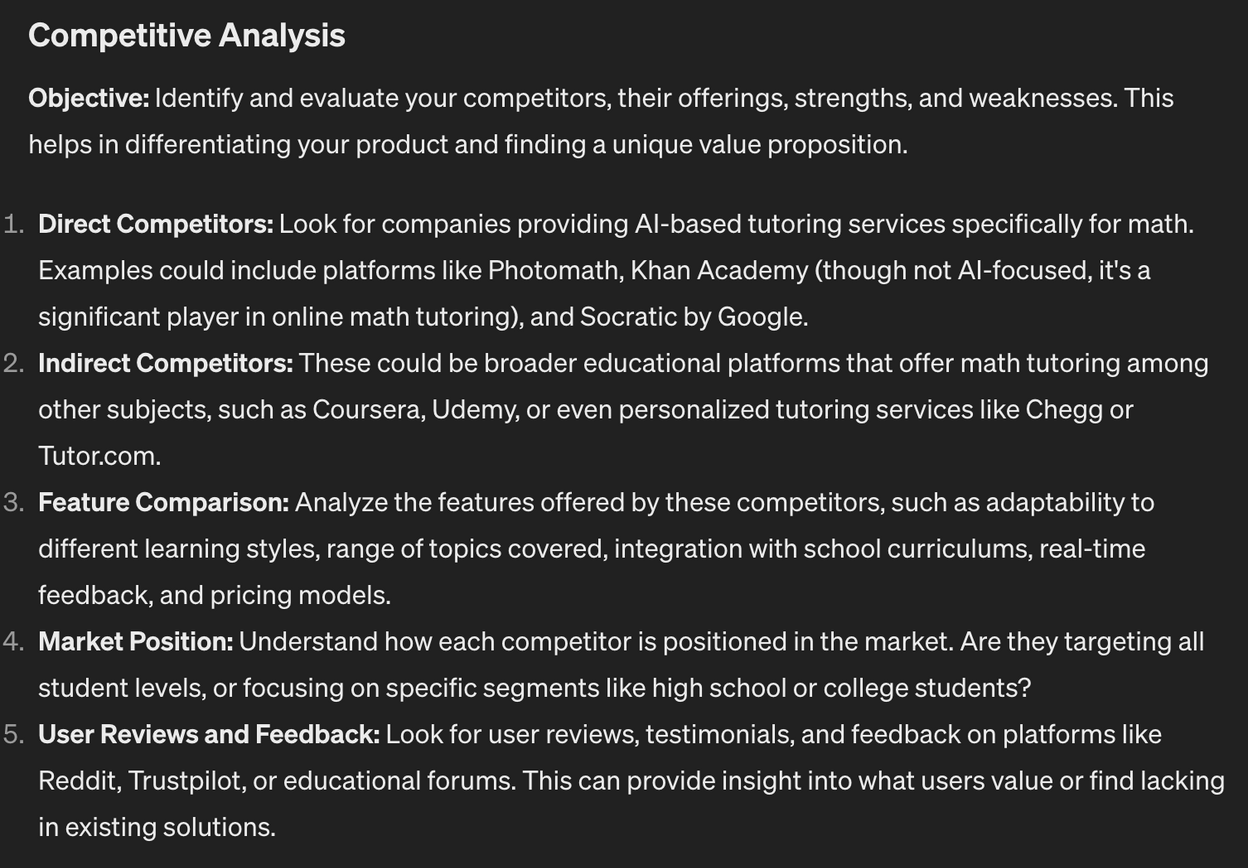 Competitive Analysis
Objective: Identify and evaluate your competitors, their offerings, strengths, and weaknesses. This
helps in differentiating your product and finding a unique value proposition.
1. Direct Competitors: Look for companies providing AI-based tutoring services specifically for math.
Examples could include platforms like Photomath, Khan Academy (though not AI-focused, it's a
significant player in online math tutoring), and Socratic by Google.
2. Indirect Competitors: These could be broader educational platforms that offer math tutoring among
other subjects, such as Coursera, Udemy, or even personalized tutoring services like Chegg or
Tutor.com.
3. Feature Comparison: Analyze the features offered by these competitors, such as adaptability to
different learning styles, range of topics covered, integration with school curriculums, real-time
feedback, and pricing models.
4. Market Position: Understand how each competitor is positioned in the market. Are they targeting all
student levels, or focusing on specific segments like high school or college students?
5. User Reviews and Feedback: Look for user reviews, testimonials, and feedback on platforms like
Reddit, Trustpilot, or educational forums. This can provide insight into what users value or find lacking
in existing solutions.